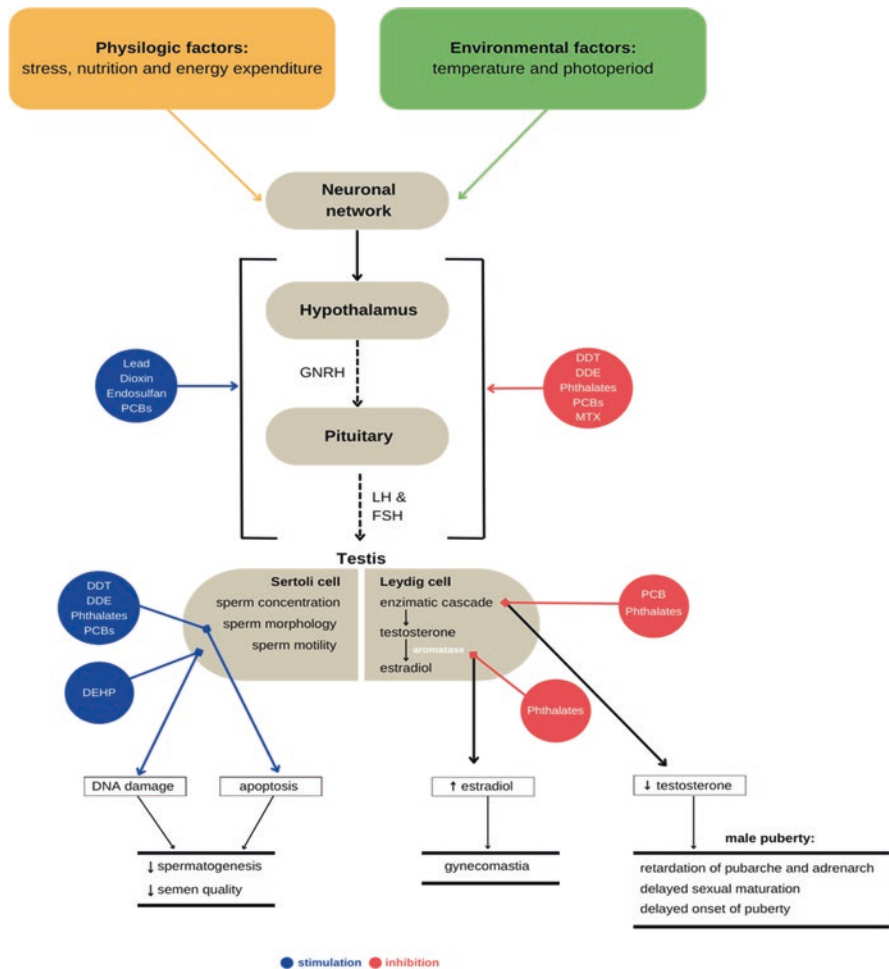 Physilogic factors:
stress, nutrition and energy expenditure
Environmental factors:
temperature and photoperiod
Neuronal
network
Hypothalamus
Lead
Dioxin
Endosulfan
PCBs
GNRH
DDT
DDE
Phthalates
PCBs
MTX
Pituitary
LH &
FSH
Testis
DDT
DDE
Phthalates
PCBs
DEHP
Sertoli cell
sperm concentration
sperm morphology
sperm motility
Leydig cell
enzimatic cascade
testosterone
aromatase
estradiol
PCB
Phthalates
Phthalates
DNA damage
apoptosis
↑ estradiol
↓ testosterone
↓ spermatogenesis
↓ semen quality
gynecomastia
male puberty:
retardation of pubarche and adrenarch
delayed sexual maturation
delayed onset of puberty
stimulation
inhibition